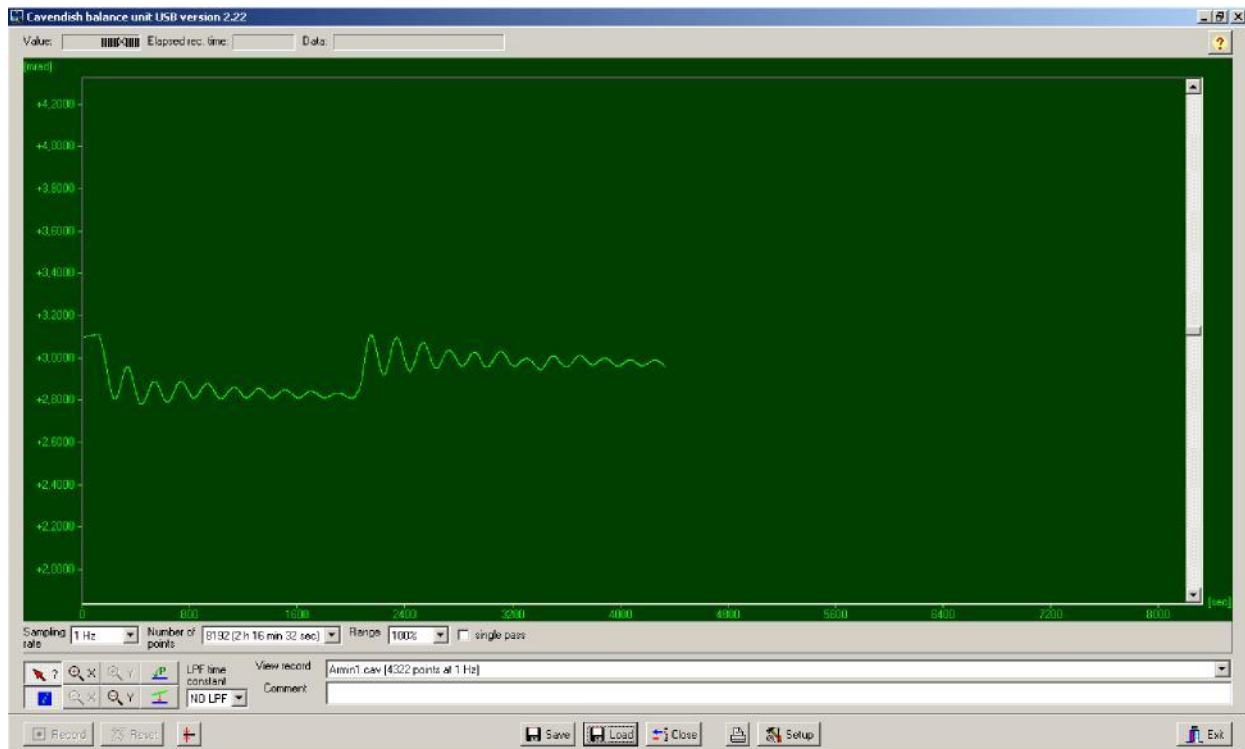 Cavendish balance unit USB version 2.22
Value: Elapsed rec. time: Data:
[mrad]
+4,2000
+4,0000
+3,8000
+3,6000
+3,4000
+3,2000
+3,0000
+2,8000
+2,6000
+2,4000
+2,2000
+2,0000
0 800 1600 2400 3200 4000 4800 5600 6400 7200 8000 [sec]
Sampling rate 1 Hz Number of points 8192 (2 h 16 min 32 sec) Range 100% single pass
LPF time constant NO LPF
View record Armin1.cav (4322 points at 1 Hz)
Comment
Record Reset Save Load Close Setup Exit